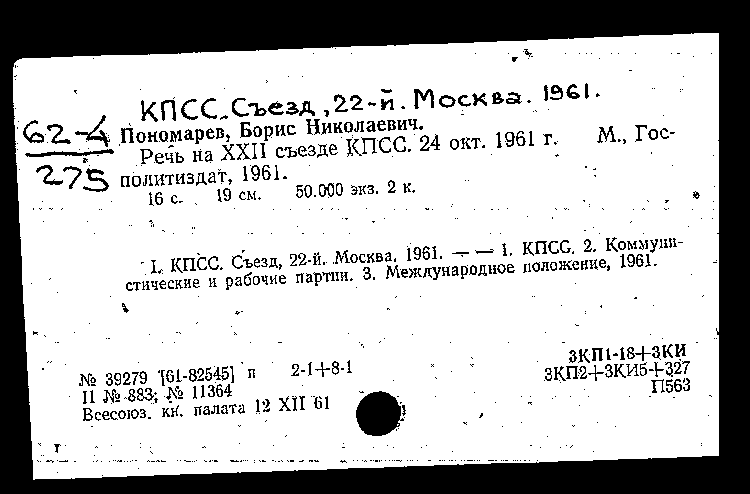 КПСС. Съезд, 22-й. Москва. 1961.
62-4
275
Пономарев, Борис Николаевич.
Речь на XXII съезде КПСС. 24 окт. 1961 г. М., Гос-
политиздат, 1961.
16 с. 19 см. 50.000 экз. 2 к.
I. КПСС. Съезд, 22-й. Москва. 1961. — — 1. КПСС. 2. Коммуни-
стические и рабочие партии. 3. Международное положение, 1961.
№ 39279 [61-82545] п 2-1+8-1
II № 883; № 11364
Всесоюз. кн. палата 12 XII 61
3КП1-18+3КИ
3КП2+3КИ5+327
П563